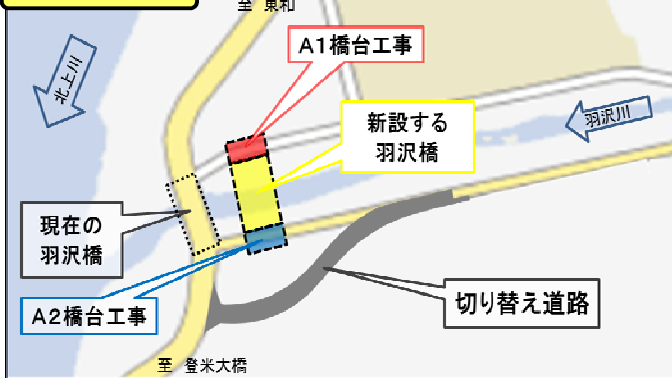 至 東和
A1橋台工事
北上川
新設する
羽沢橋
羽沢川
現在の
羽沢橋
A2橋台工事
切り替え道路
至 登米大橋